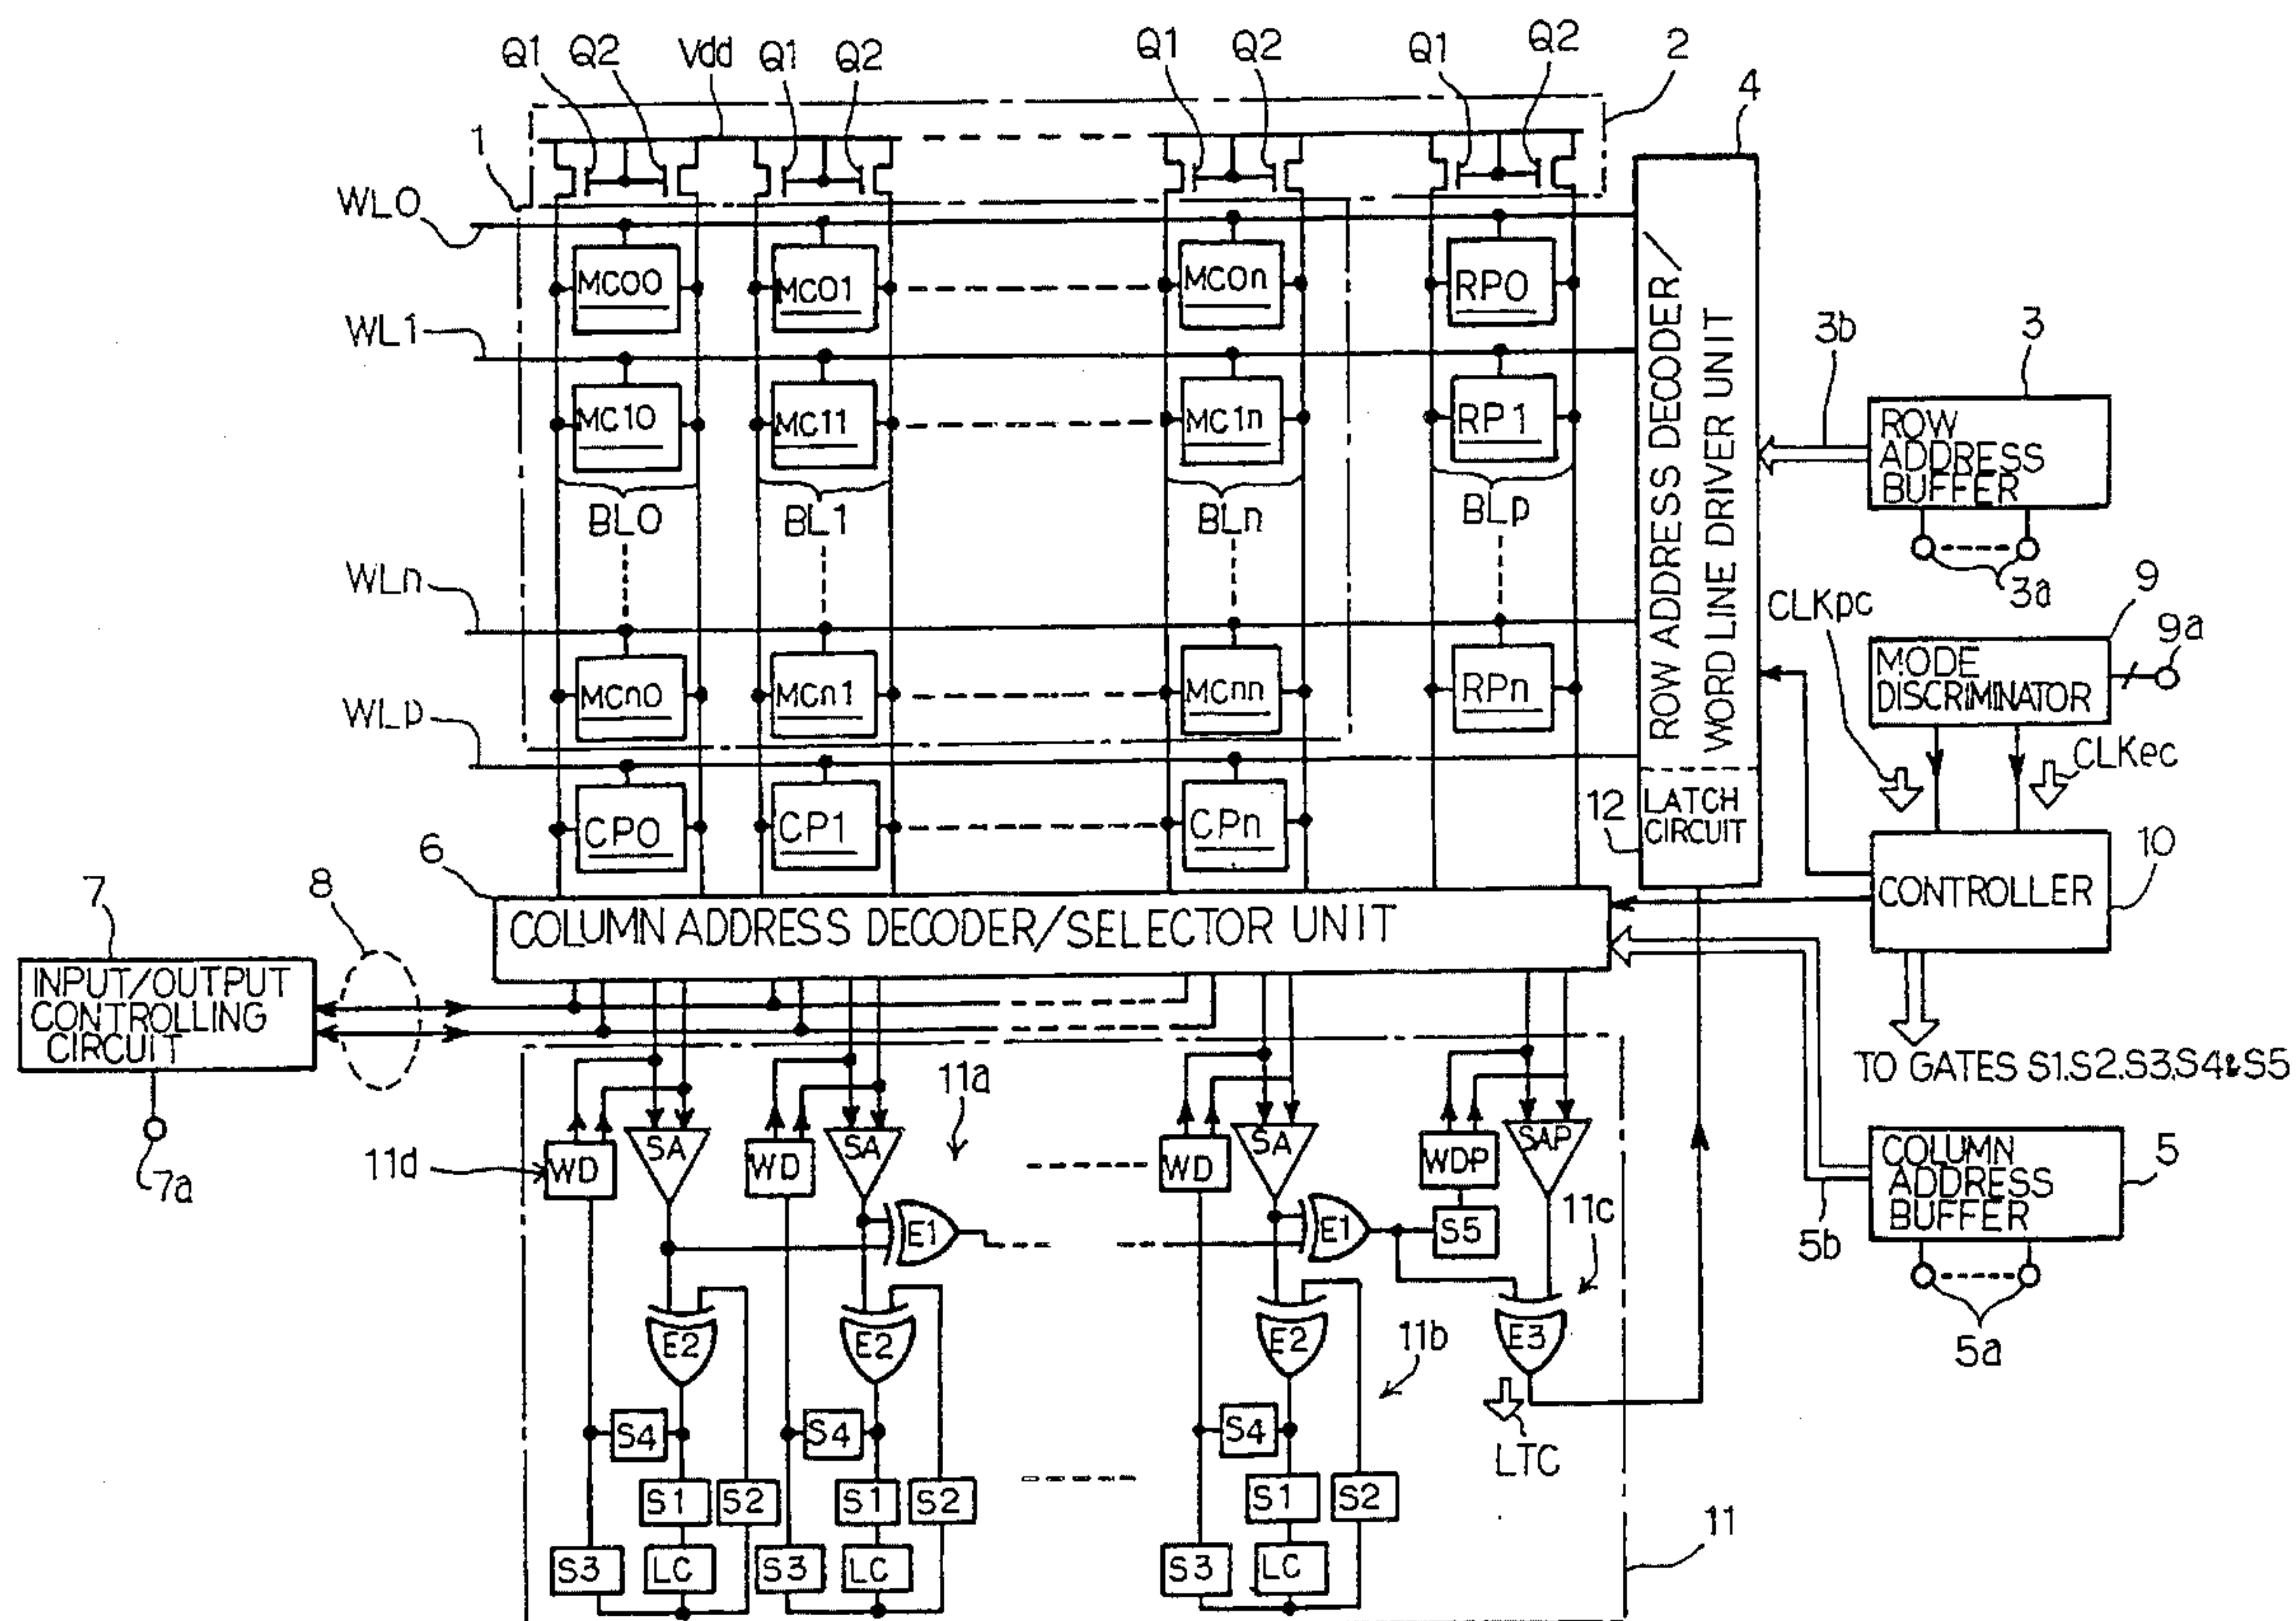 Q1 Q2 Vdd Q1 Q2 Q1 Q2 Q1 Q2 2
4
1
WL0
MC00 MC01 MC0n RP0
WL1
3b 3
MC10 MC11 MC1n RP1
ROW
ADDRESS
BUFFER
BL0 BL1 BLn BLp
3a
ROW ADDRESS DECODER/
WORD LINE DRIVER UNIT
WLn
CLKpc 9
9a
MODE
DISCRIMINATOR
MCn0 MCn1 MCnn RPn
WLp
CLKec
12
LATCH
CIRCUIT
CP0 CP1 CPn
6
10
CONTROLLER
7 8
COLUMN ADDRESS DECODER/SELECTOR UNIT
INPUT/OUTPUT
CONTROLLING
CIRCUIT
TO GATES S1.S2.S3.S4&S5
7a
11a
11d
WD SA WD SA WD SA WDP SAP
COLUMN
ADDRESS
BUFFER
5
5b
5a
E1 E1 S5 11c
E2 E2 E2 11b E3
S4 S4 S4
LTC
S1 S2 S1 S2 S1 S2
11
S3 LC S3 LC S3 LC